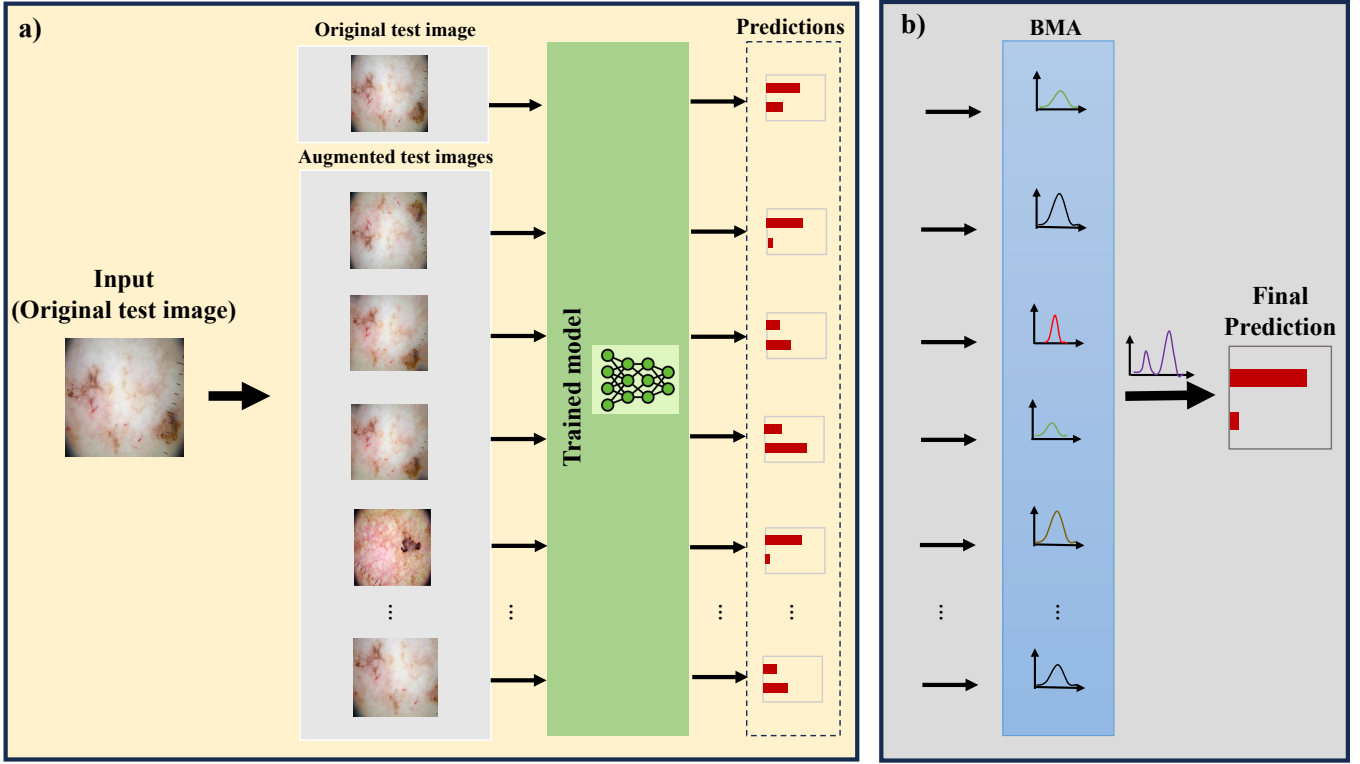 a)
Original test image
Predictions
Augmented test images
Input
(Original test image)
Trained model
...
...
...
...
b)
BMA
Final
Prediction
...
...